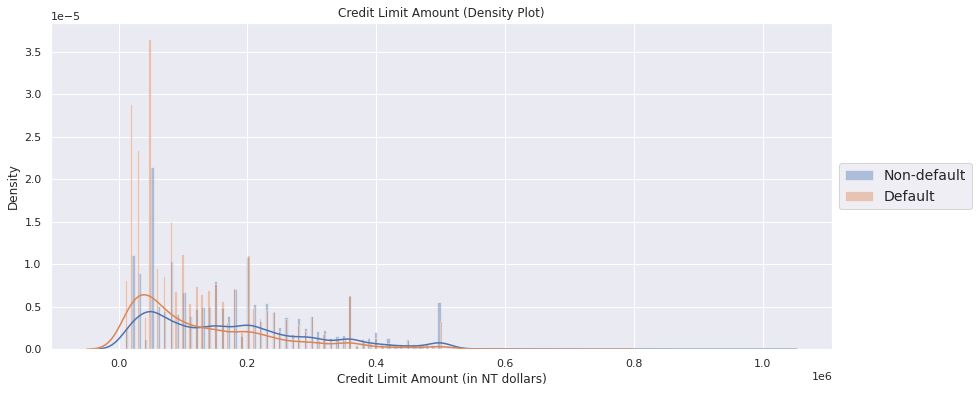 Credit Limit Amount (Density Plot)
1e−5
3.5
3.0
2.5
2.0
1.5
1.0
0.5
0.0
Density
0.0 0.2 0.4 0.6 0.8 1.0
1e6
Credit Limit Amount (in NT dollars)
Non-default
Default